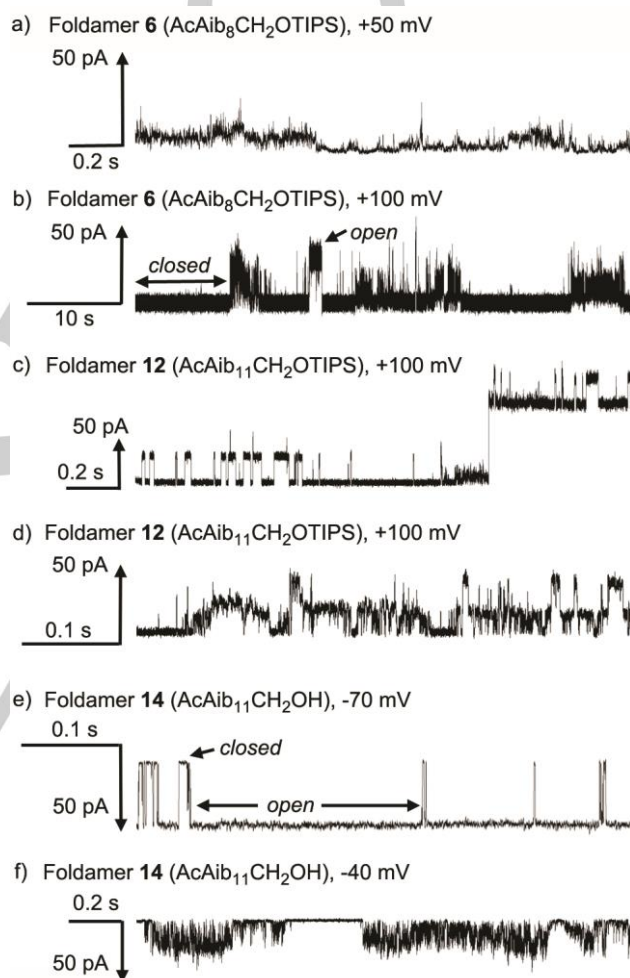 a) Foldamer 6 (AcAib₈CH₂OTIPS), +50 mV
50 pA
0.2 s
b) Foldamer 6 (AcAib₈CH₂OTIPS), +100 mV
50 pA
open
closed
10 s
c) Foldamer 12 (AcAib₁₁CH₂OTIPS), +100 mV
50 pA
0.2 s
d) Foldamer 12 (AcAib₁₁CH₂OTIPS), +100 mV
50 pA
0.1 s
e) Foldamer 14 (AcAib₁₁CH₂OH), -70 mV
0.1 s
closed
50 pA
open
f) Foldamer 14 (AcAib₁₁CH₂OH), -40 mV
0.2 s
50 pA